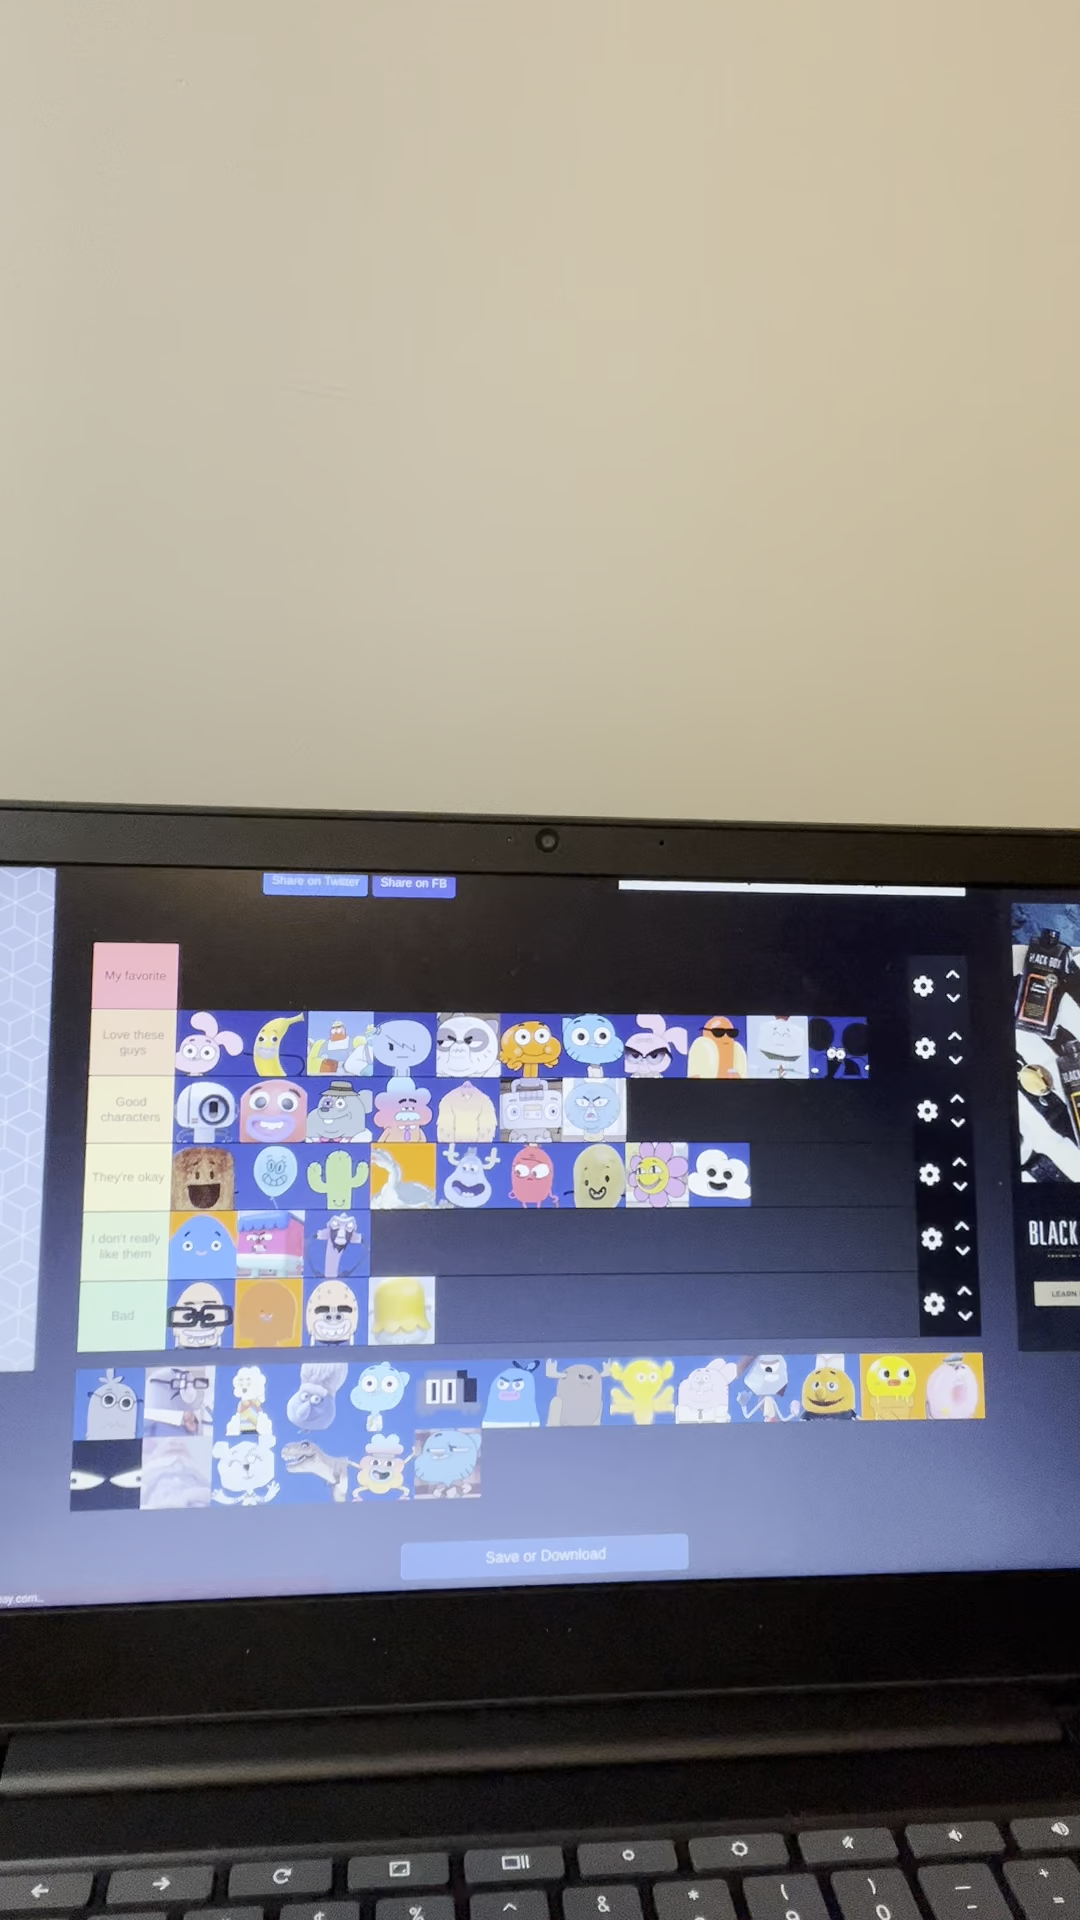 Share on Twitter Share on FB
My favorite
Love these
guys
Good
characters
They're okay
I don't really
like them
Bad
BLACK
LEARN
Save or Download